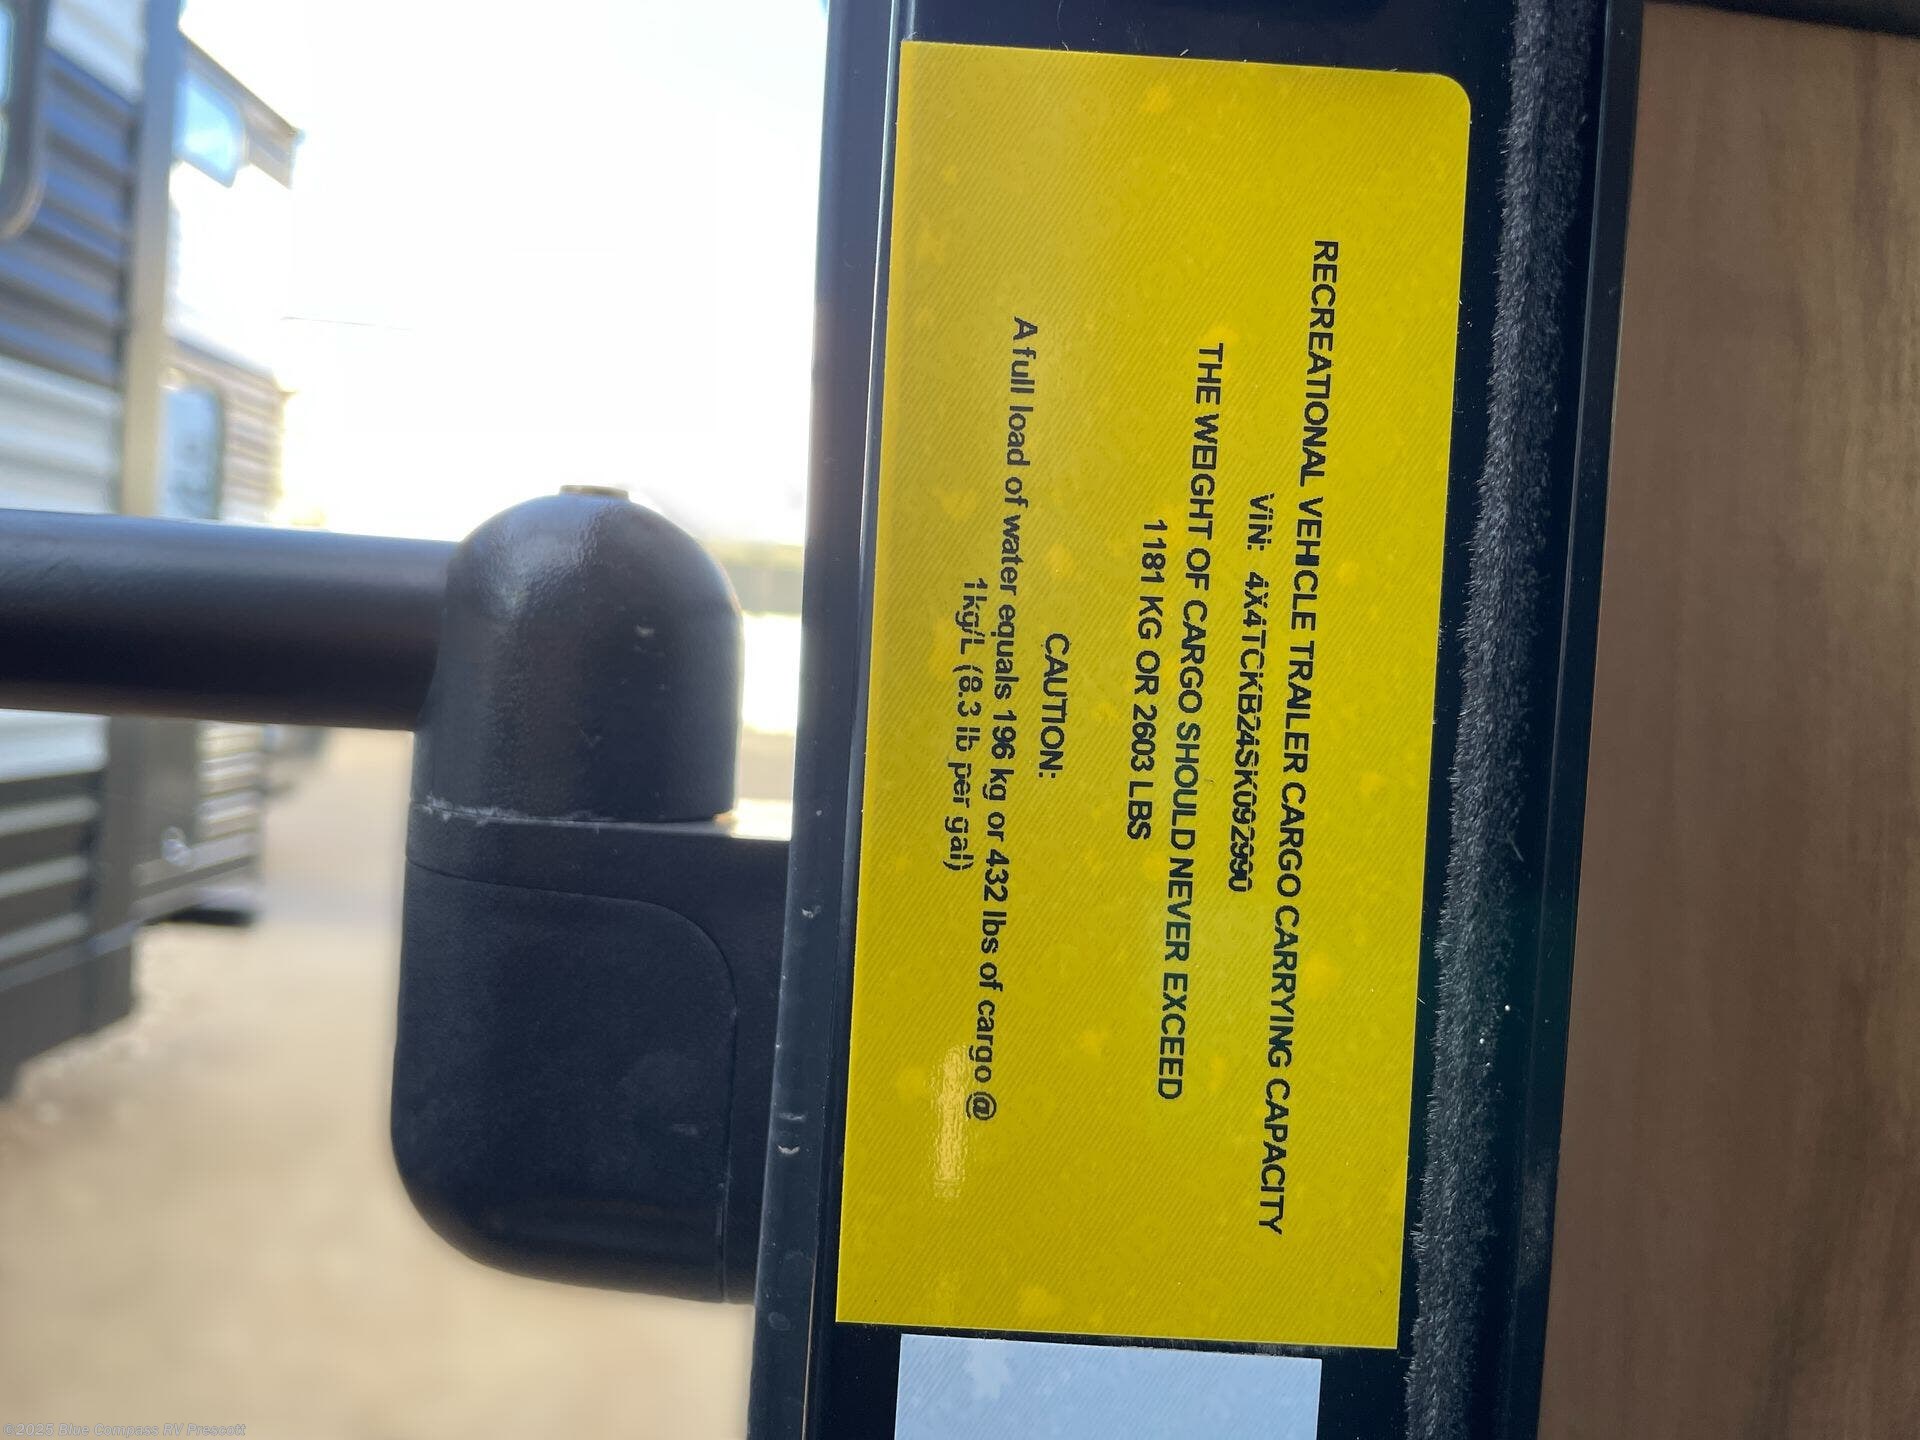 RECREATIONAL VEHICLE TRAILER CARGO CARRYING CAPACITY
VIN: 4X4TCKB24SK092990
THE WEIGHT OF CARGO SHOULD NEVER EXCEED
1181 KG OR 2603 LBS
CAUTION:
A full load of water equals 196 kg or 432 lbs of cargo @
1kg/L (8.3 lb per gal)
©2025 Blue Compass RV Prescott